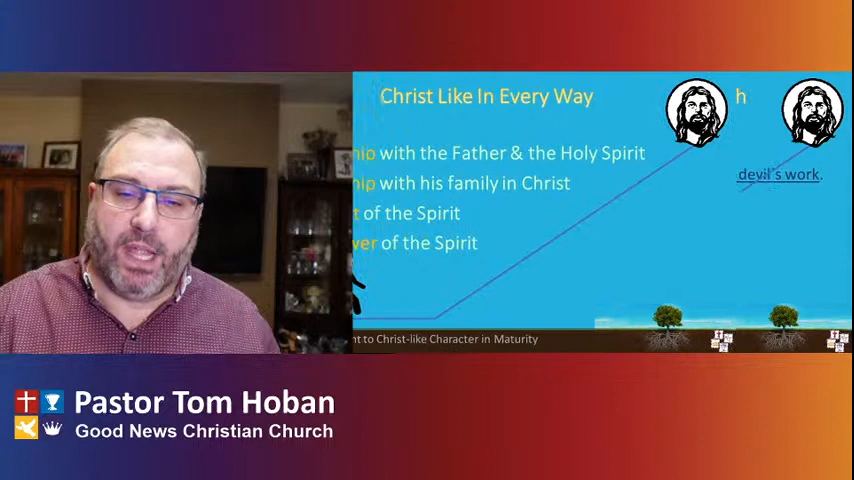 Christ Like In Every Way
h
hip with the Father & the Holy Spirit
hip with his family in Christ
devil's work.
t of the Spirit
wer of the Spirit
nt to Christ-like Character in Maturity
Pastor Tom Hoban
Good News Christian Church